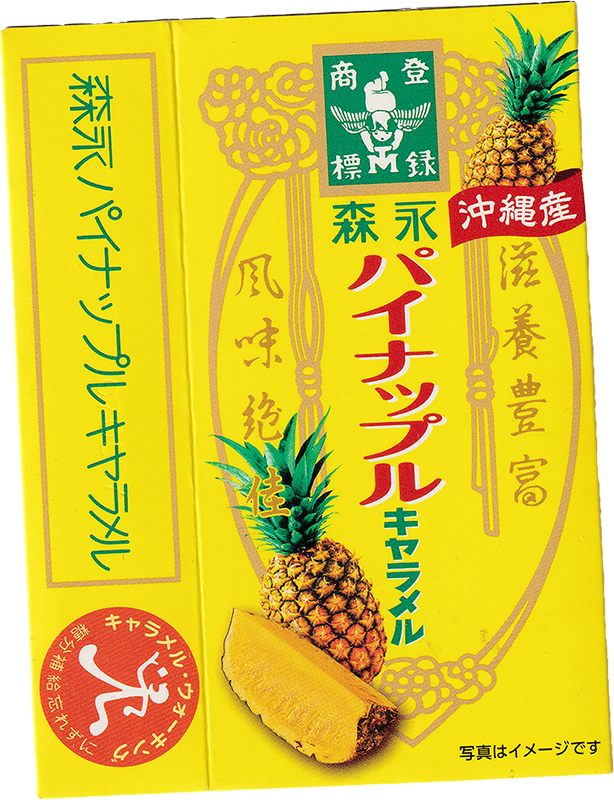 登録
商標
森永
沖縄産
パイナップル
キャラメル
滋養豊富
風味絶佳
写真はイメージです
森永パイナップルキャラメル
キャラメル・ウォーキング
糖分補給忘れずに